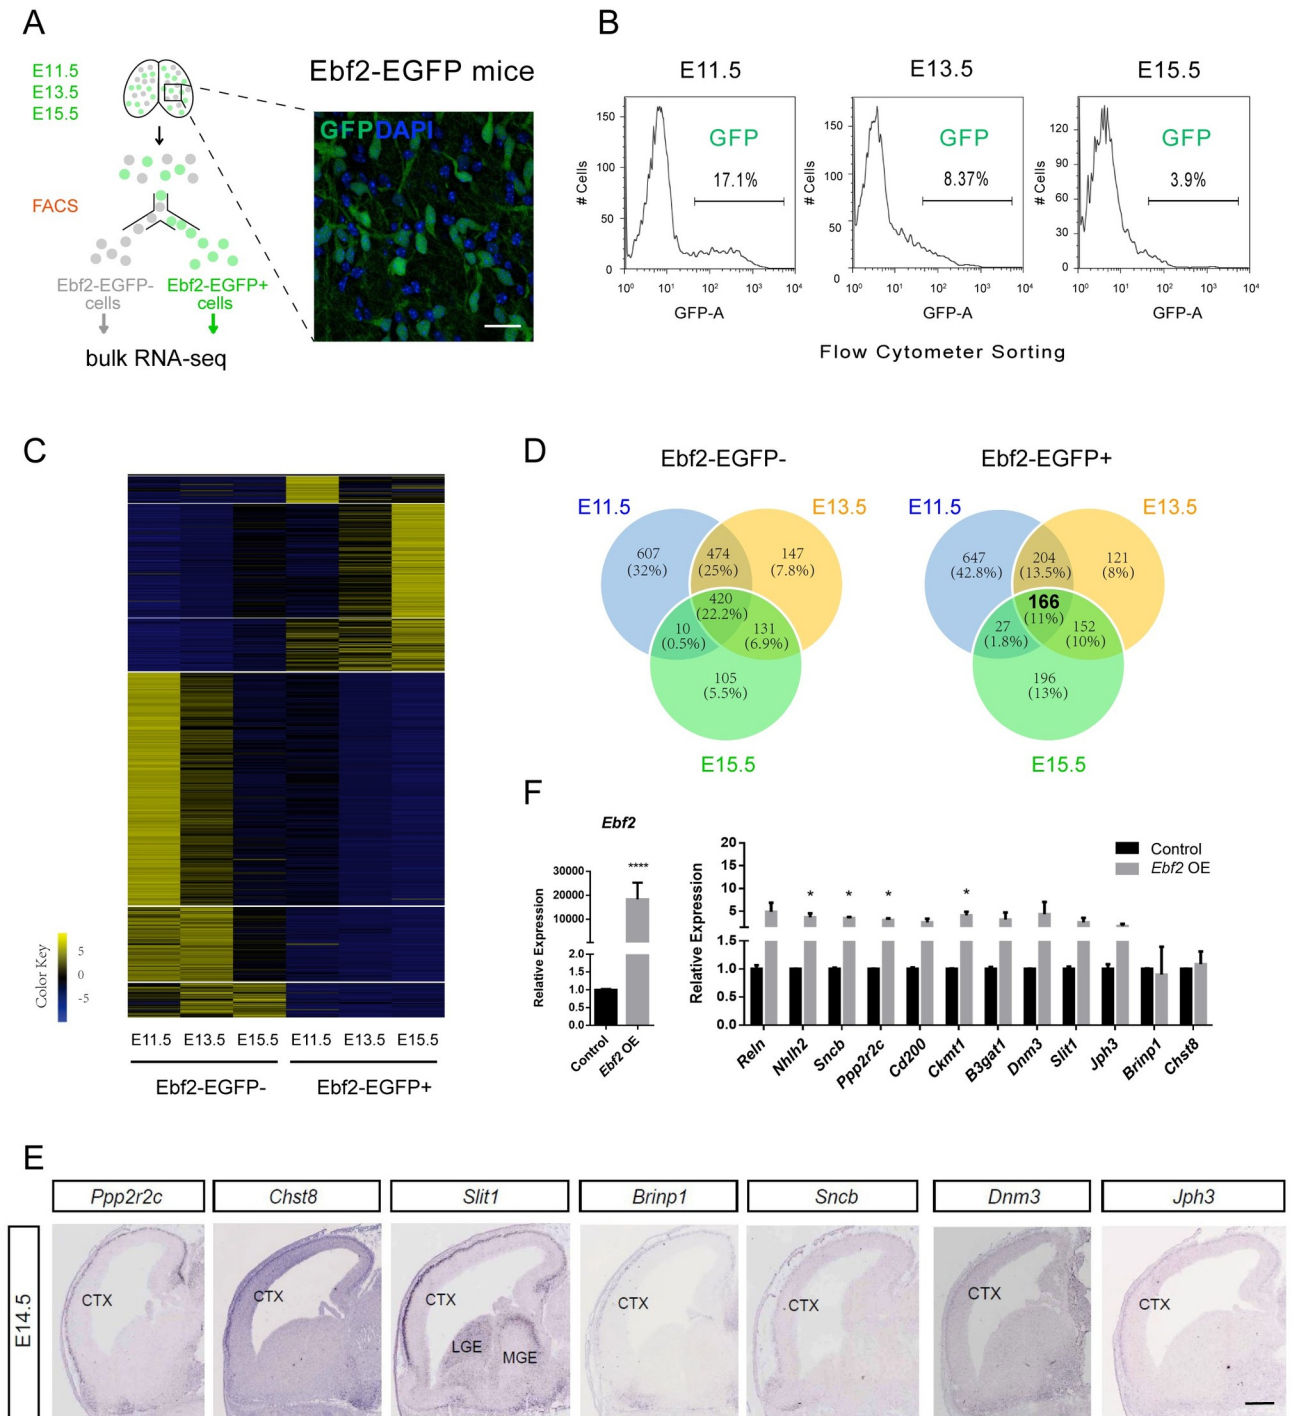 A
E11.5
E13.5
E15.5
FACS
Ebf2-EGFP-
cells
Ebf2-EGFP+
cells
bulk RNA-seq
Ebf2-EGFP mice
GFPDAPI
B
E11.5
E13.5
E15.5
# Cells
150
100
50
0
GFP
17.1%
10⁰ 10¹ 10² 10³ 10⁴
GFP-A
# Cells
150
100
50
0
GFP
8.37%
10⁰ 10¹ 10² 10³ 10⁴
GFP-A
# Cells
120
90
60
30
0
GFP
3.9%
10⁰ 10¹ 10² 10³ 10⁴
GFP-A
Flow Cytometer Sorting
C
Color Key
5
0
-5
E11.5 E13.5 E15.5 E11.5 E13.5 E15.5
Ebf2-EGFP- Ebf2-EGFP+
D
Ebf2-EGFP-
E11.5
E13.5
607
(32%)
474
(25%)
147
(7.8%)
420
(22.2%)
10
(0.5%)
131
(6.9%)
105
(5.5%)
E15.5
Ebf2-EGFP+
E11.5
E13.5
647
(42.8%)
204
(13.5%)
121
(8%)
166
(11%)
27
(1.8%)
152
(10%)
196
(13%)
E15.5
F
Ebf2
****
Relative Expression
30000
20000
10000
2.0
1.5
1.0
0.5
0.0
Control
Ebf2 OE
Relative Expression
20
15
10
5
1.5
1.0
0.5
0.0
* * * *
Control
Ebf2 OE
Reln Nhlh2 Sncb Ppp2r2c Cd200 Ckmt1 B3gat1 Dnm3 Slit1 Jph3 Brinp1 Chst8
E
Ppp2r2c Chst8 Slit1 Brinp1 Sncb Dnm3 Jph3
E14.5
CTX
CTX
CTX
LGE
MGE
CTX
CTX
CTX
CTX